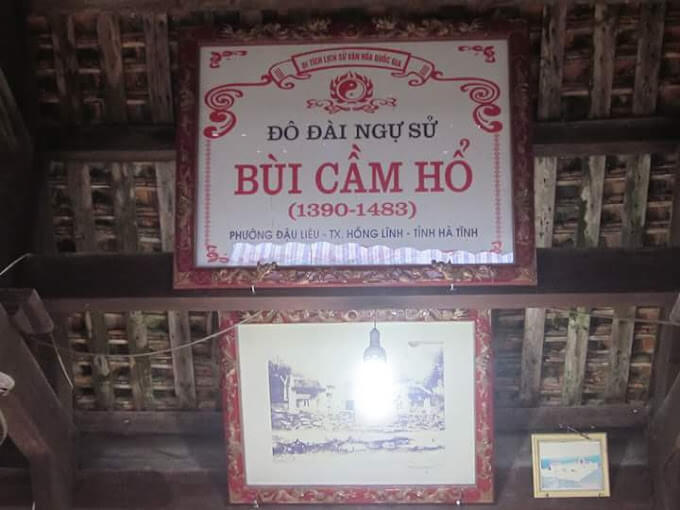 DI TÍCH LỊCH SỬ VĂN HÓA QUỐC GIA
ĐÔ ĐÀI NGỰ SỬ
BÙI CẦM HỔ
(1390-1483)
PHƯỜNG ĐẬU LIÊU - TX. HỒNG LĨNH - TỈNH HÀ TĨNH